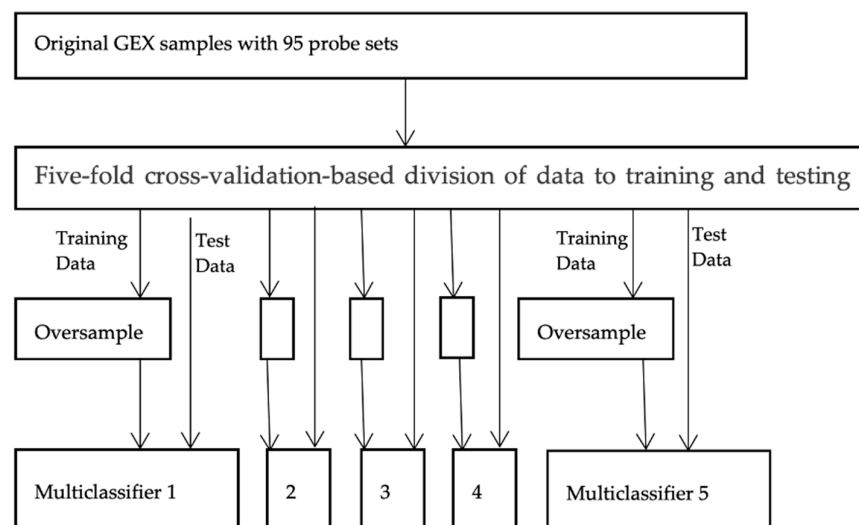 Original GEX samples with 95 probe sets
Five-fold cross-validation-based division of data to training and testing
Training
Data
Test
Data
Training
Data
Test
Data
Oversample
Oversample
Multiclassifier 1
2
3
4
Multiclassifier 5